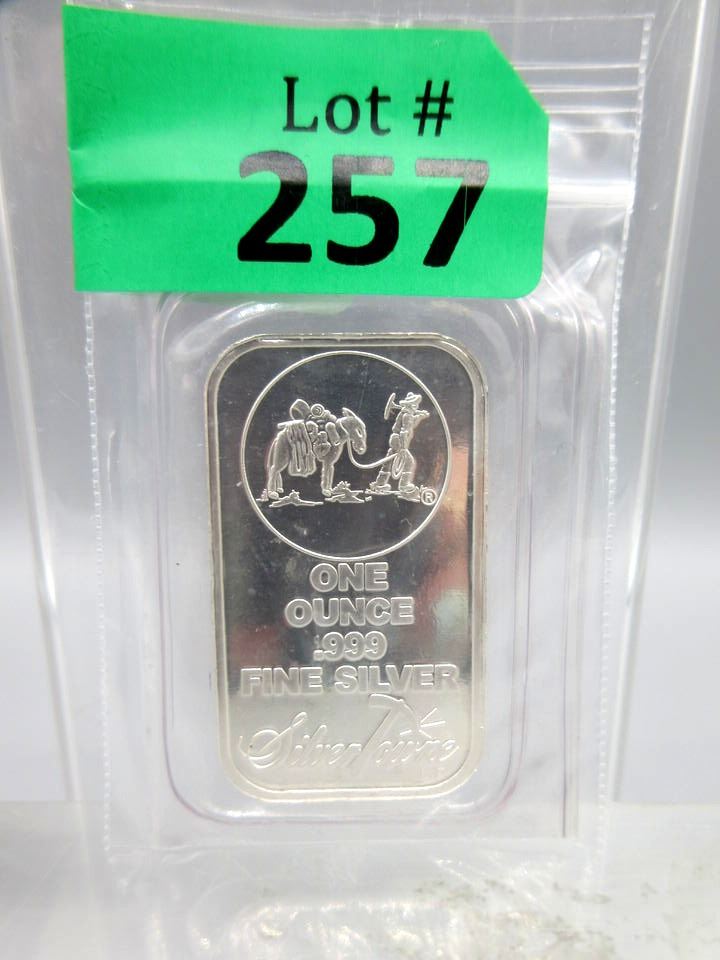 Lot #
257
®
ONE
OUNCE
.999
FINE SILVER
SilverTowne